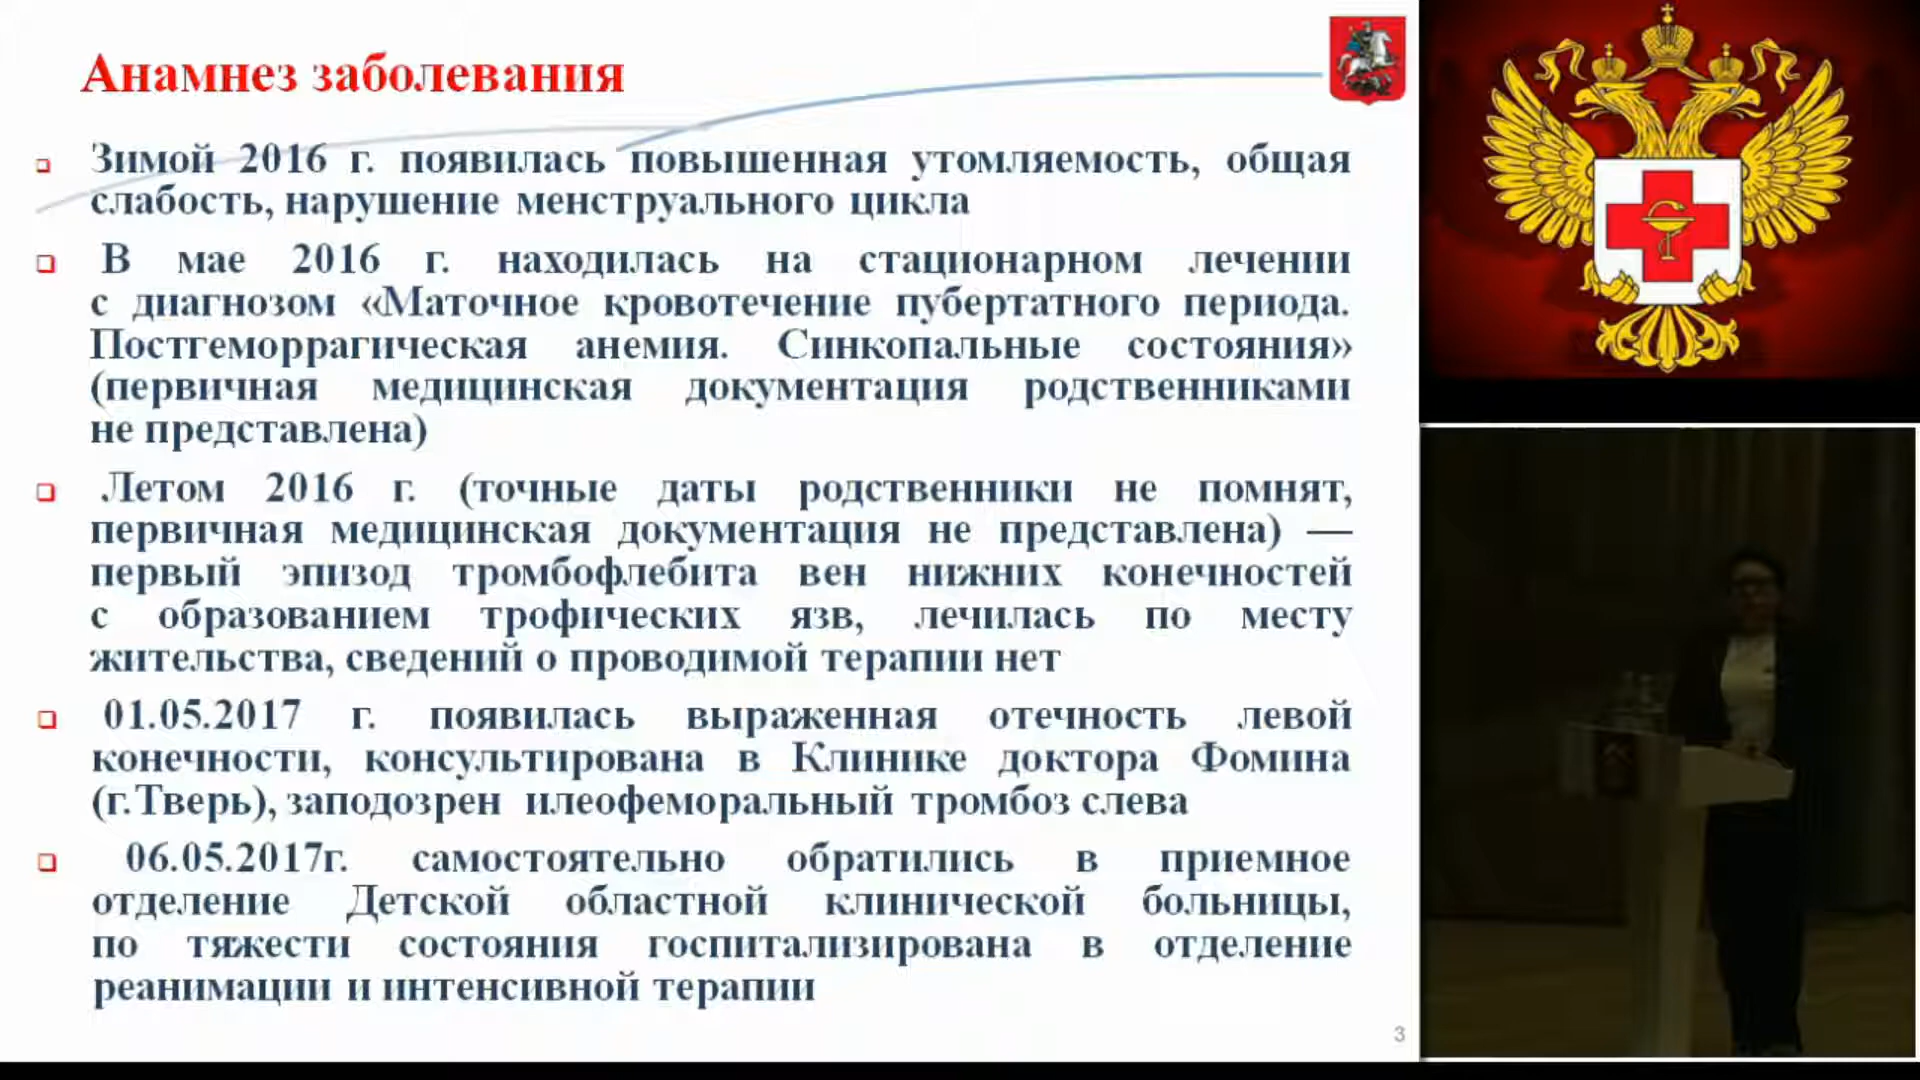 Анамнез заболевания
Зимой 2016 г. появилась повышенная утомляемость, общая
слабость, нарушение менструального цикла
В мае 2016 г. находилась на стационарном лечении
с диагнозом «Маточное кровотечение пубертатного периода.
Постгеморрагическая анемия. Синкопальные состояния»
(первичная медицинская документация родственниками
не представлена)
Летом 2016 г. (точные даты родственники не помнят,
первичная медицинская документация не представлена) —
первый эпизод тромбофлебита вен нижних конечностей
с образованием трофических язв, лечилась по месту
жительства, сведений о проводимой терапии нет
01.05.2017 г. появилась выраженная отечность левой
конечности, консультирована в Клинике доктора Фомина
(г.Тверь), заподозрен илеофеморальный тромбоз слева
06.05.2017г. самостоятельно обратились в приемное
отделение Детской областной клинической больницы,
по тяжести состояния госпитализирована в отделение
реанимации и интенсивной терапии
3